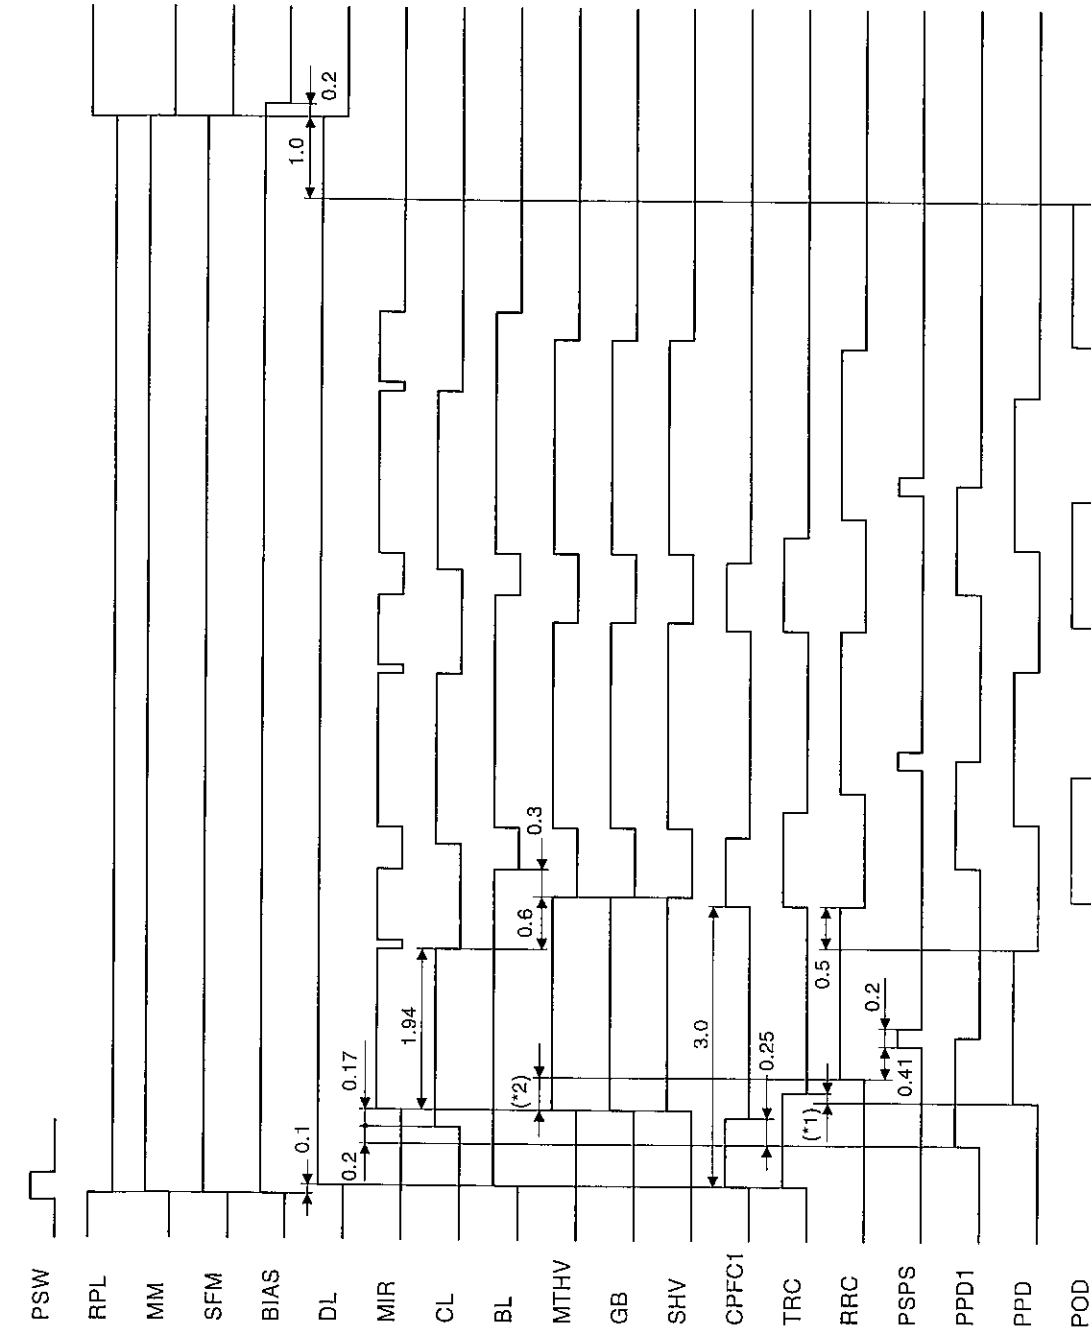 PSW
RPL
MM
SFM
BIAS
DL
MIR
CL
BL
MTHV
GB
SHV
CPFC1
TRC
RRC
PSPS
PPD1
PPD
POD
0.1
0.2
0.17
1.94
(*2)
0.6
0.3
3.0
0.25
(*1)
0.5
0.41
0.2
1.0
0.2